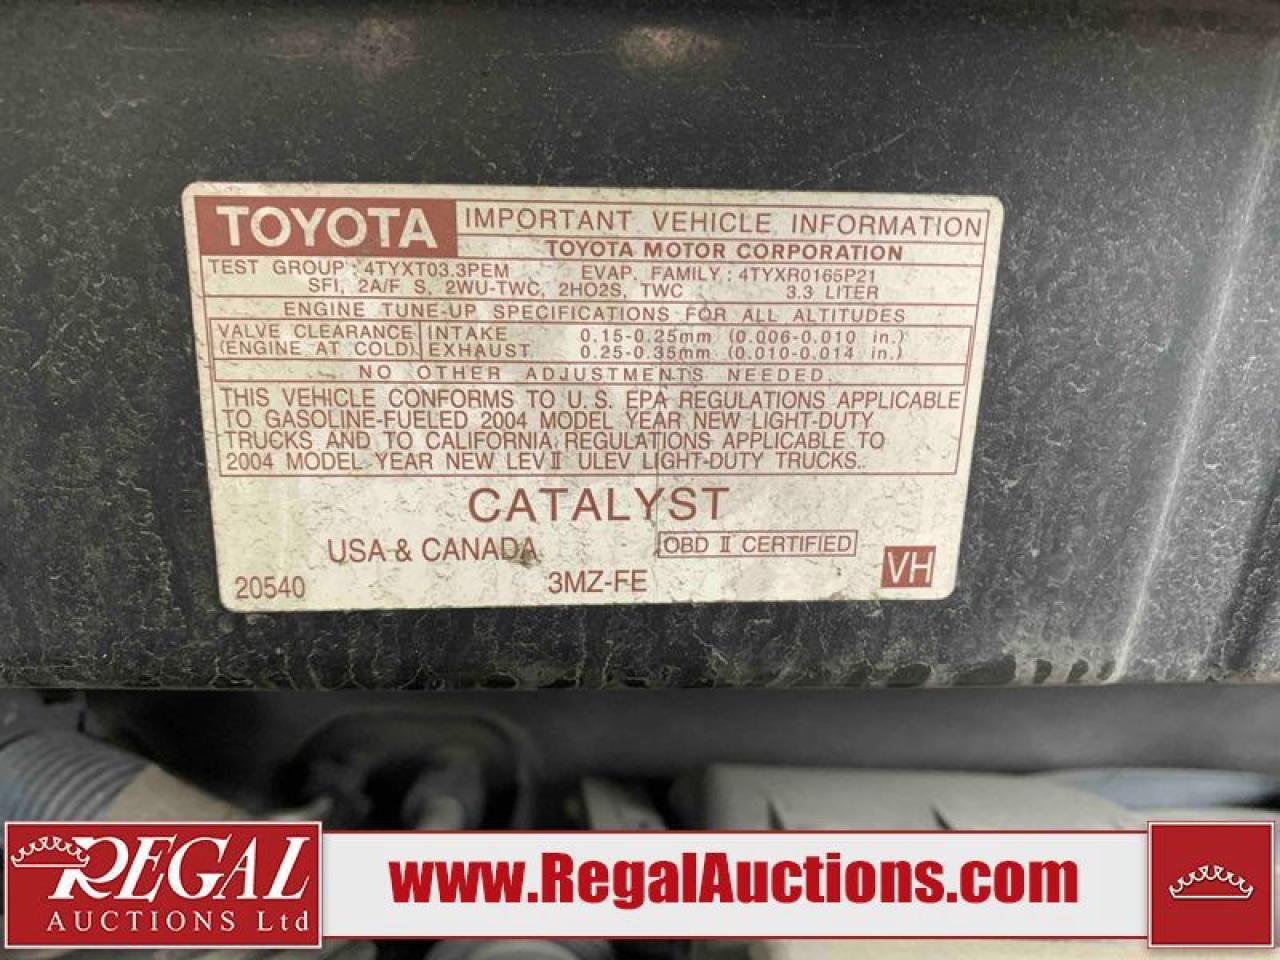 TOYOTA IMPORTANT VEHICLE INFORMATION
TOYOTA MOTOR CORPORATION
TEST GROUP : 4TYXT03.3PEM EVAP. FAMILY : 4TYXR0165P21
SFI, 2A/F S, 2WU-TWC, 2HO2S, TWC 3.3 LITER
ENGINE TUNE-UP SPECIFICATIONS FOR ALL ALTITUDES
VALVE CLEARANCE INTAKE 0.15-0.25mm (0.006-0.010 in.)
(ENGINE AT COLD) EXHAUST 0.25-0.35mm (0.010-0.014 in.)
NO OTHER ADJUSTMENTS NEEDED.
THIS VEHICLE CONFORMS TO U.S. EPA REGULATIONS APPLICABLE
TO GASOLINE-FUELED 2004 MODEL YEAR NEW LIGHT-DUTY
TRUCKS AND TO CALIFORNIA REGULATIONS APPLICABLE TO
2004 MODEL YEAR NEW LEV II ULEV LIGHT-DUTY TRUCKS.
CATALYST
USA & CANADA OBD II CERTIFIED
20540 3MZ-FE VH
REGAL
AUCTIONS Ltd
www.RegalAuctions.com